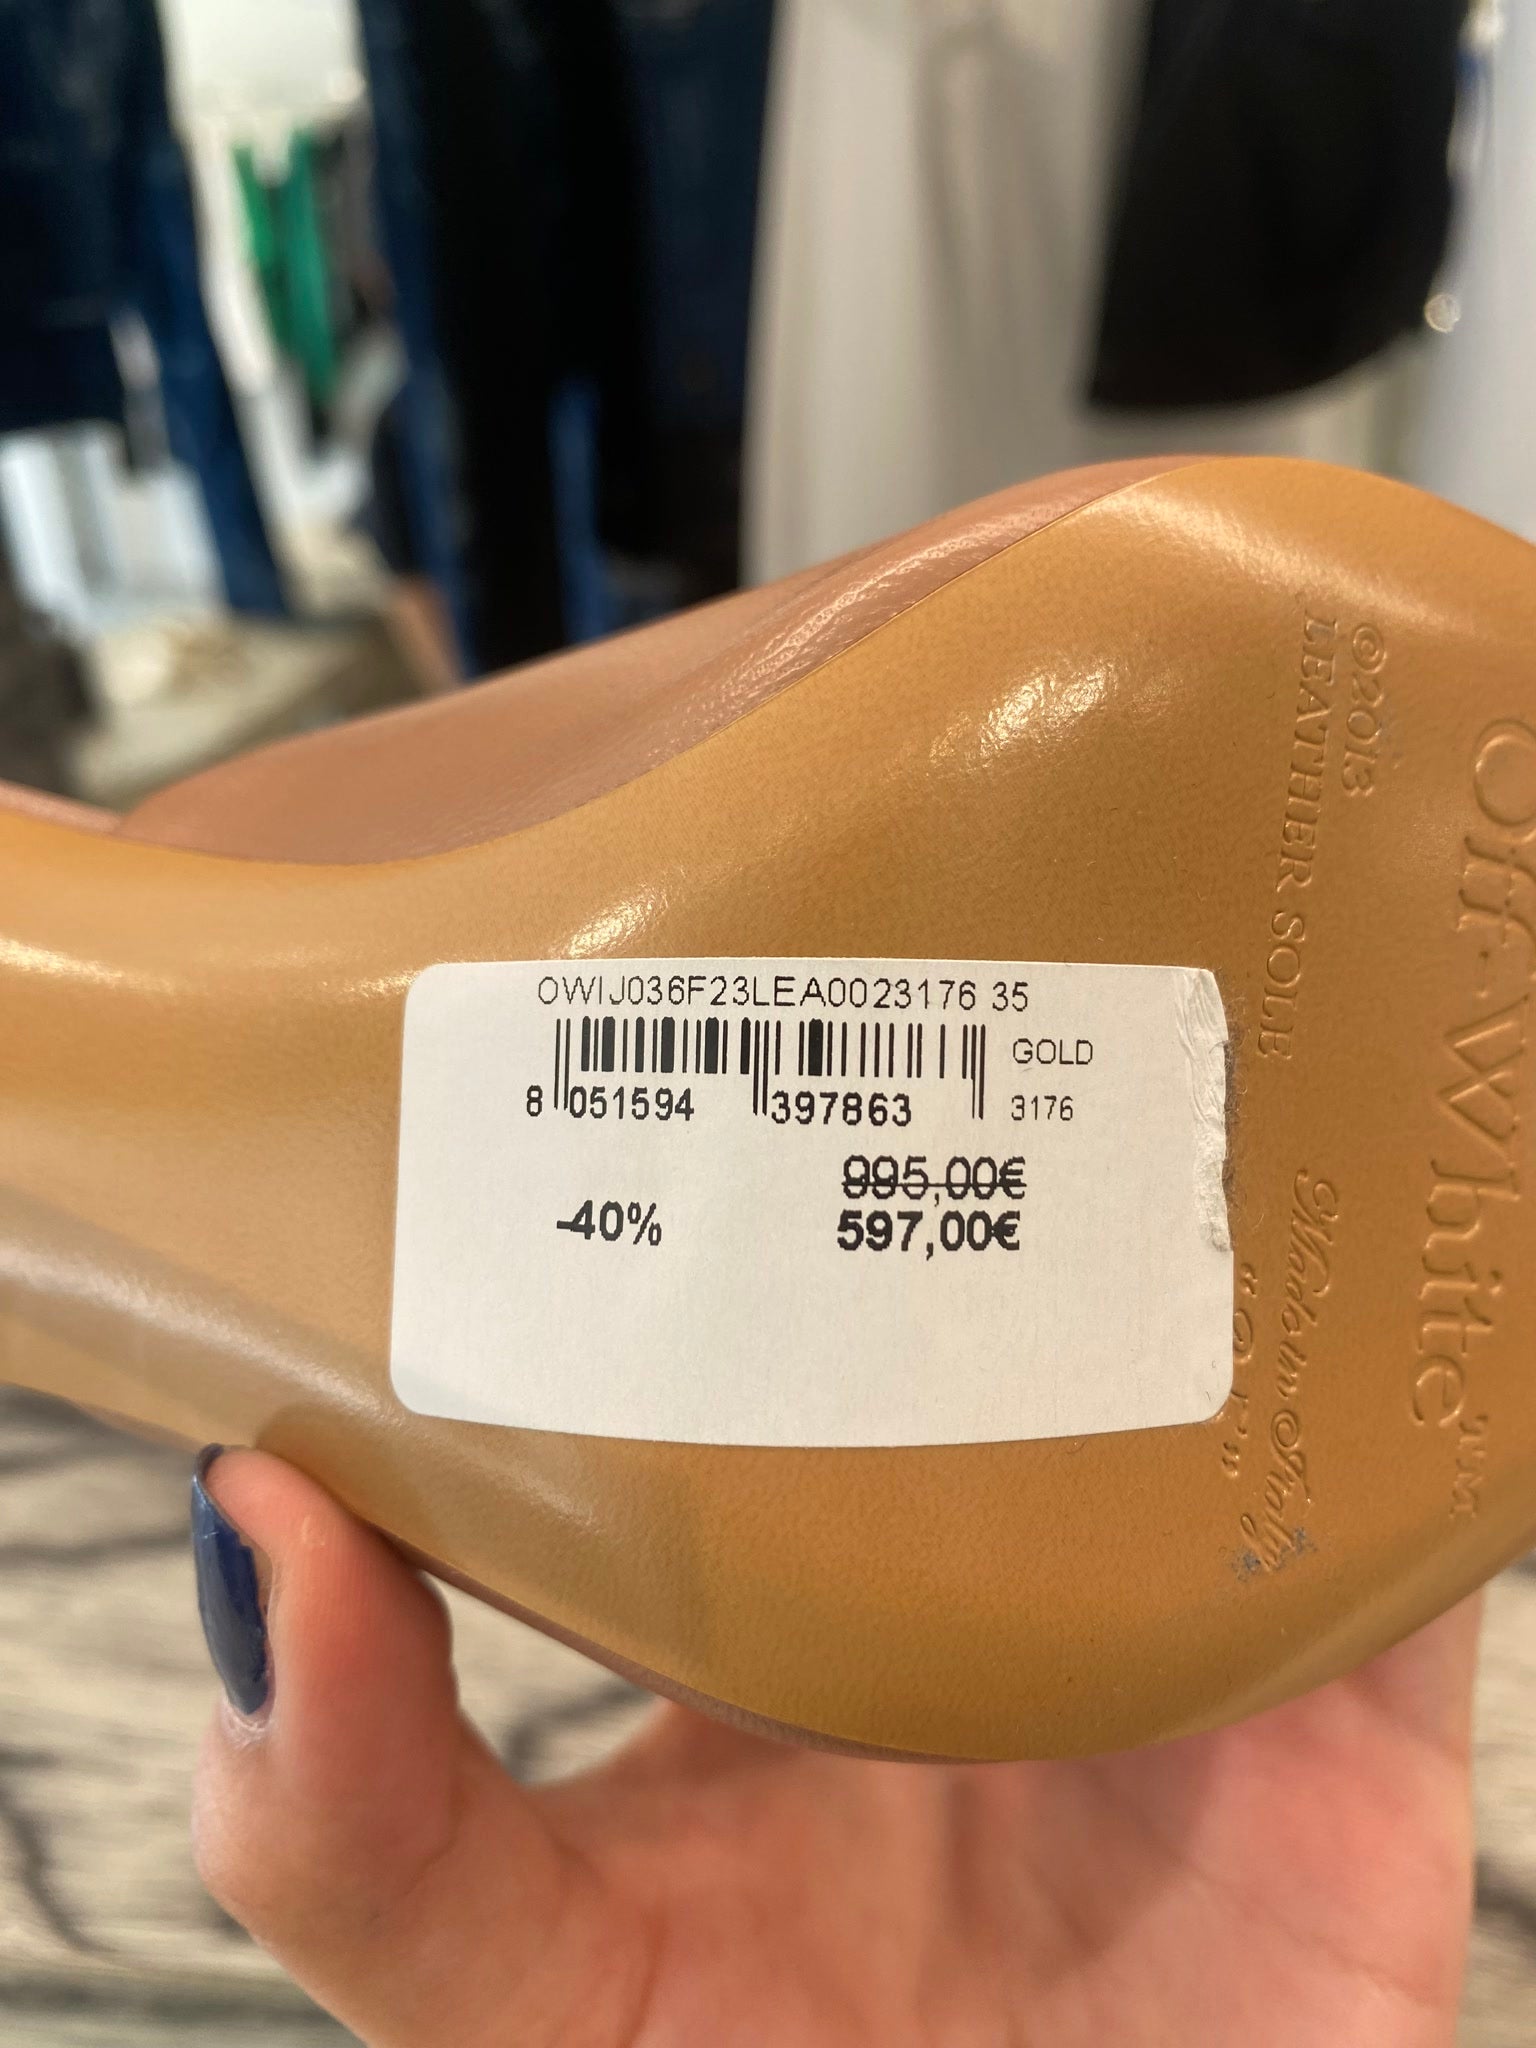 OWIJ036F23LEA0023176 35
GOLD
8 051594 397863
3176
995,00€
-40%
597,00€
Off-White™
©2013
LEATHER SOLE
Made in Italy